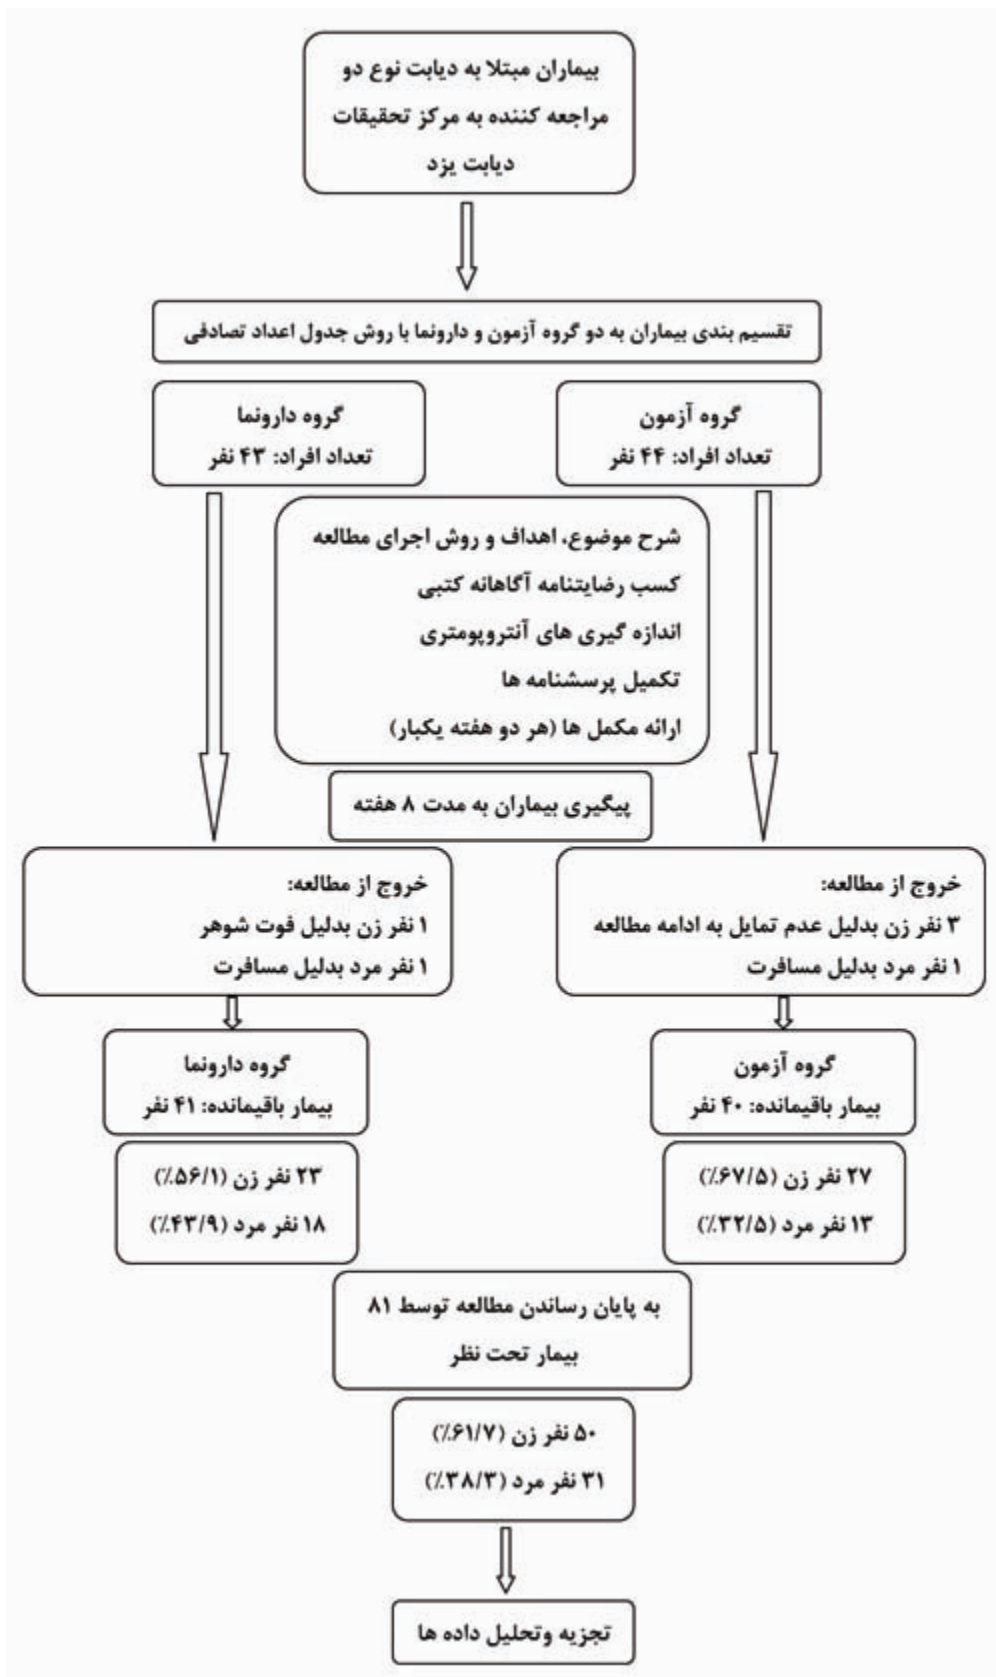 بیماران مبتلا به دیابت نوع دو
مراجعه کننده به مرکز تحقیقات
دیابت یزد
تقسیم بندی بیماران به دو گروه آزمون و دارونما با روش جدول اعداد تصادفی
گروه آزمون
تعداد افراد: ۴۴ نفر
گروه دارونما
تعداد افراد: ۴۳ نفر
شرح موضوع، اهداف و روش اجرای مطالعه
کسب رضایتنامه آگاهانه کتبی
اندازه گیری های آنتروپومتری
تکمیل پرسشنامه ها
ارائه مکمل ها (هر دو هفته یکبار)
پیگیری بیماران به مدت ۸ هفته
خروج از مطالعه:
۳ نفر زن بدلیل عدم تمایل به ادامه مطالعه
۱ نفر مرد بدلیل مسافرت
خروج از مطالعه:
۱ نفر زن بدلیل فوت شوهر
۱ نفر مرد بدلیل مسافرت
گروه آزمون
بیمار باقیمانده: ۴۰ نفر
گروه دارونما
بیمار باقیمانده: ۴۱ نفر
۲۷ نفر زن (۶۷/۵٪)
۱۳ نفر مرد (۳۲/۵٪)
۲۳ نفر زن (۵۶/۱٪)
۱۸ نفر مرد (۴۳/۹٪)
به پایان رساندن مطالعه توسط ۸۱
بیمار تحت نظر
۵۰ نفر زن (۶۱/۷٪)
۳۱ نفر مرد (۳۸/۳٪)
تجزیه وتحلیل داده ها